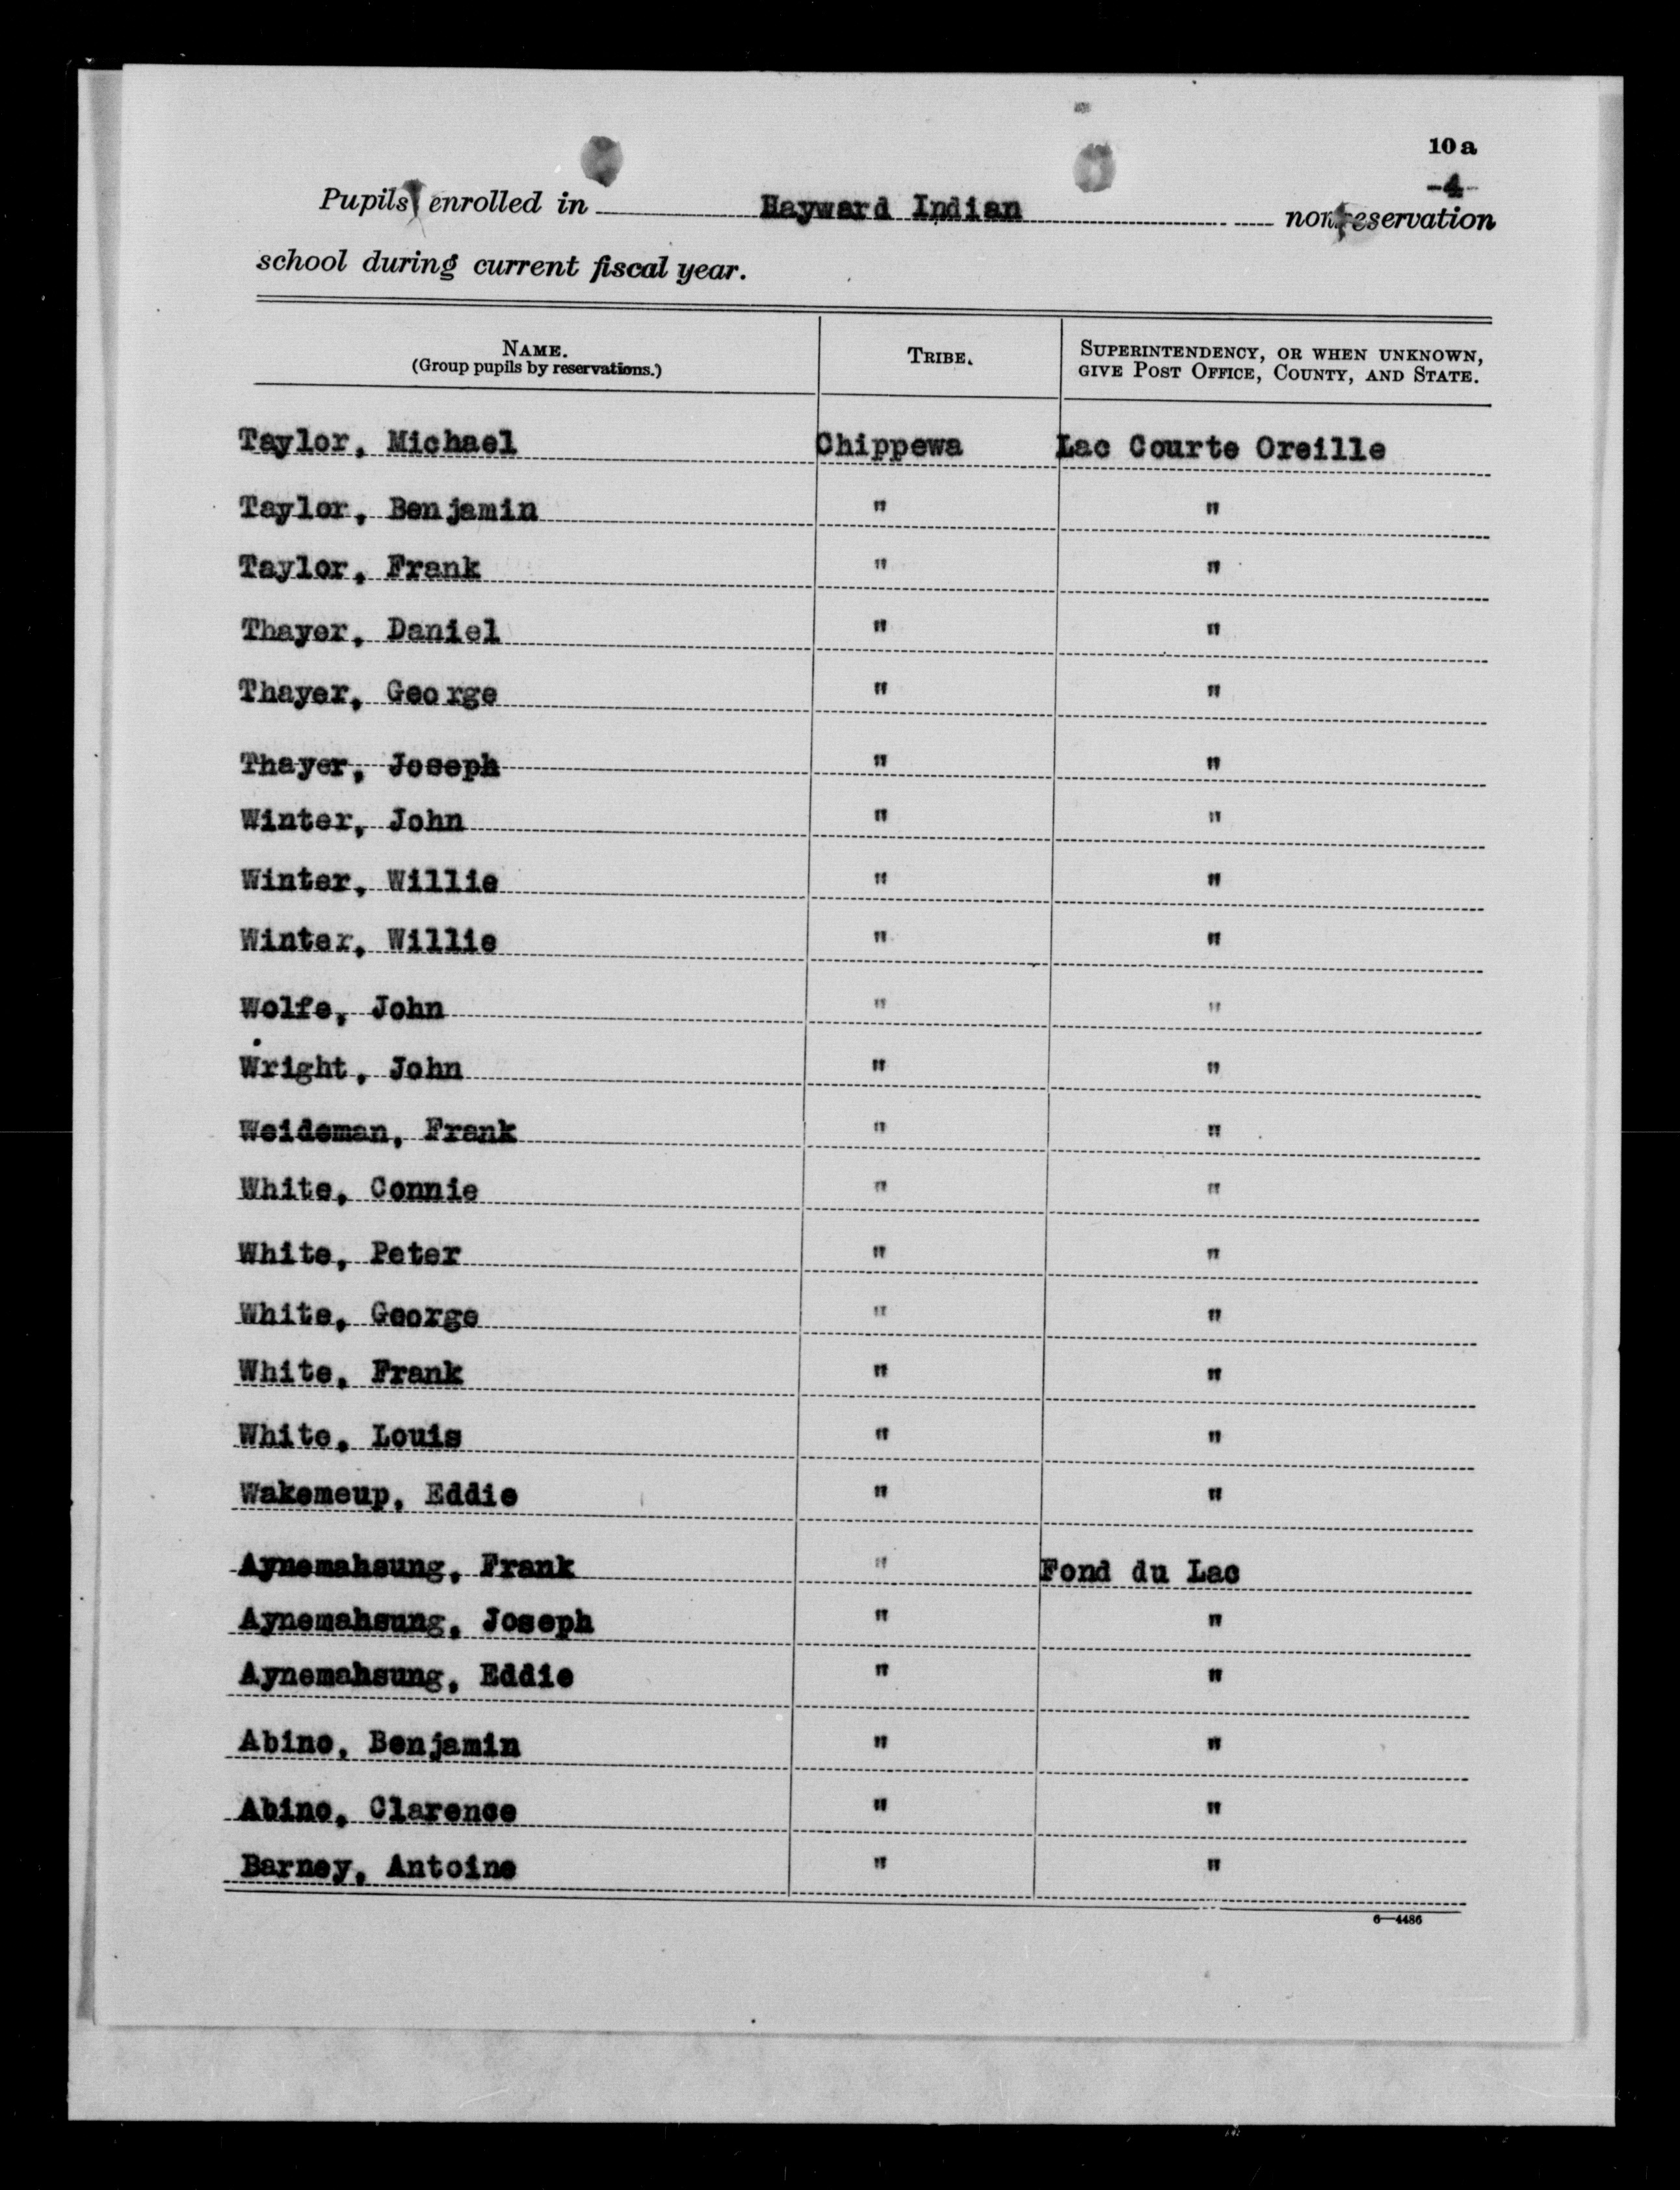 10 a
-4-
Pupils enrolled in Hayward Indian nonreservation
school during current fiscal year.
NAME. TRIBE. SUPERINTENDENCY, OR WHEN UNKNOWN,
(Group pupils by reservations.) GIVE POST OFFICE, COUNTY, AND STATE.
Taylor, Michael Chippewa Lac Courte Oreille
Taylor, Benjamin " "
Taylor, Frank " "
Thayer, Daniel " "
Thayer, George " "
Thayer, Joseph " "
Winter, John " "
Winter, Willie " "
Winter, Willie " "
Wolfe, John " "
Wright, John " "
Weideman, Frank " "
White, Connie " "
White, Peter " "
White, George " "
White, Frank " "
White, Louis " "
Wakemeup, Eddie " "
Aynemahsung, Frank " Fond du Lac
Aynemahsung, Joseph " "
Aynemahsung, Eddie " "
Abino, Benjamin " "
Abino, Clarence " "
Barney, Antoine " "
6—4486